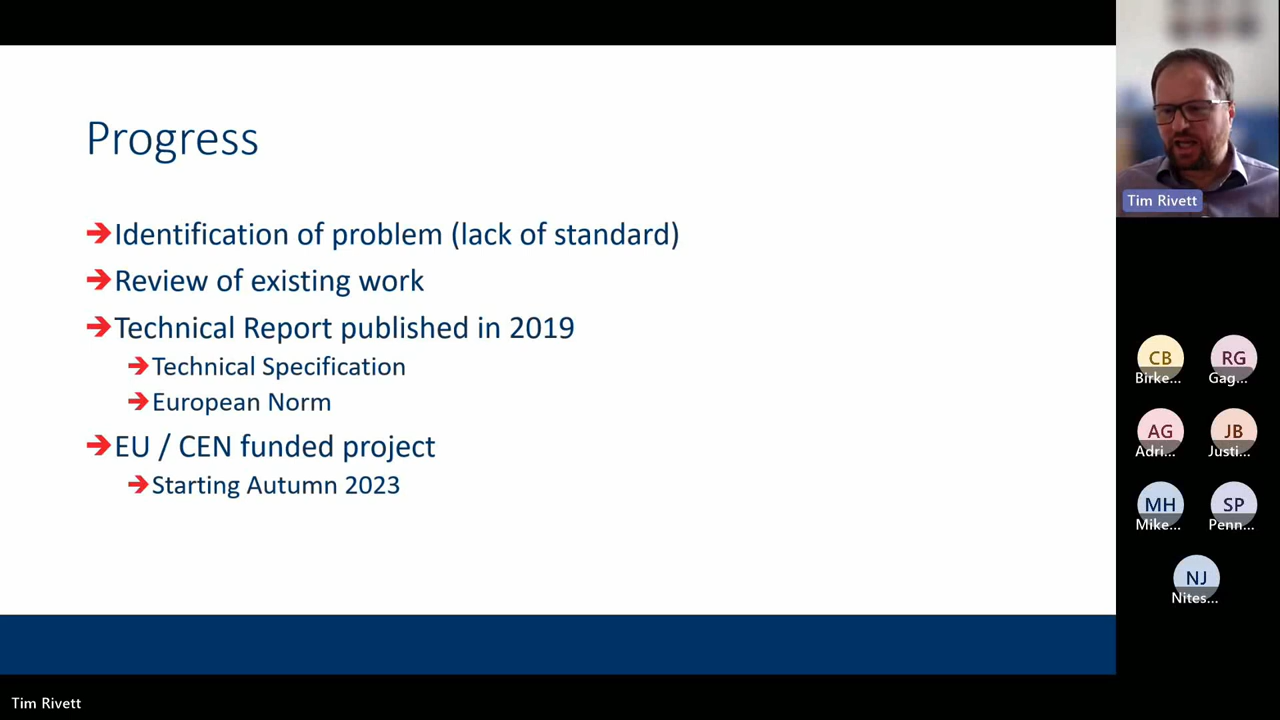 Progress
Identification of problem (lack of standard)
Review of existing work
Technical Report published in 2019
Technical Specification
European Norm
EU / CEN funded project
Starting Autumn 2023
Tim Rivett
CB
Birke...
RG
Gag...
AG
Adri...
JB
Justi...
MH
Mike...
SP
Penn...
NJ
Nites...
Tim Rivett